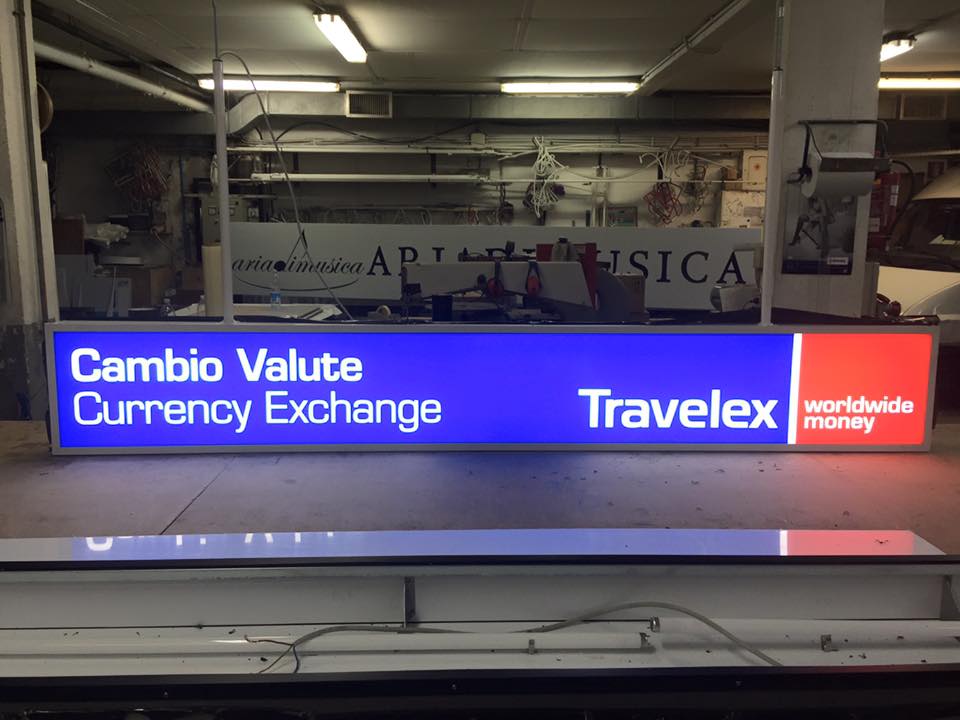 ariadimusica
Cambio Valute
Currency Exchange
Travelex
worldwide
money